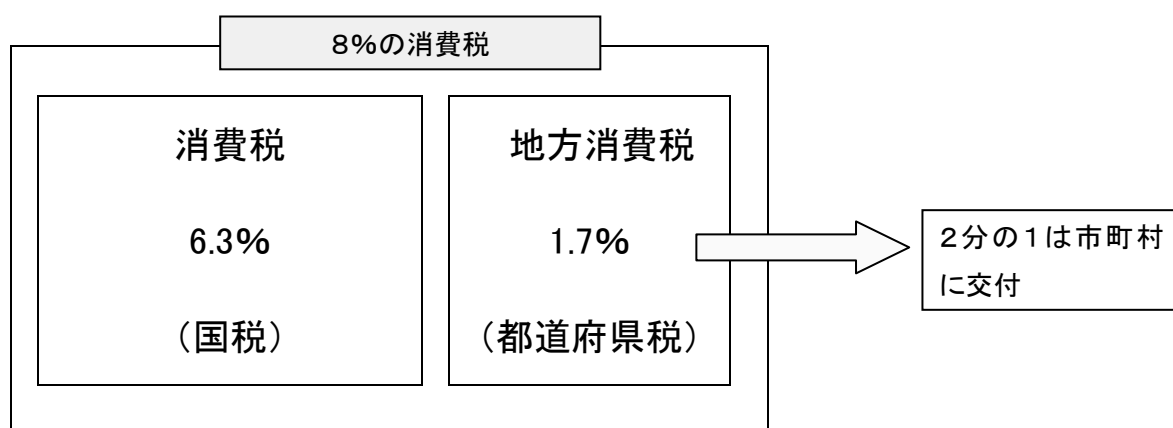 ８％の消費税
消費税
6.3％
（国税）
地方消費税
1.7％
（都道府県税）
２分の１は市町村
に交付